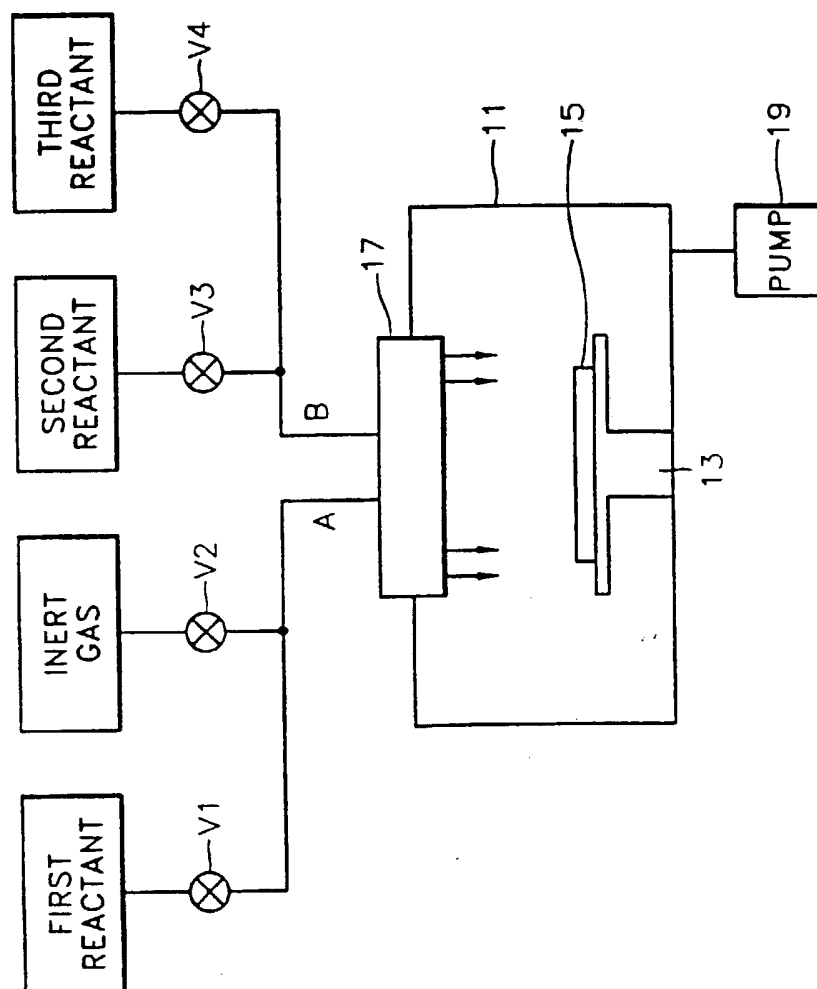 FIRST
REACTANT
INERT
GAS
SECOND
REACTANT
THIRD
REACTANT
V1
V2
V3
V4
A
B
17
11
15
13
PUMP
19